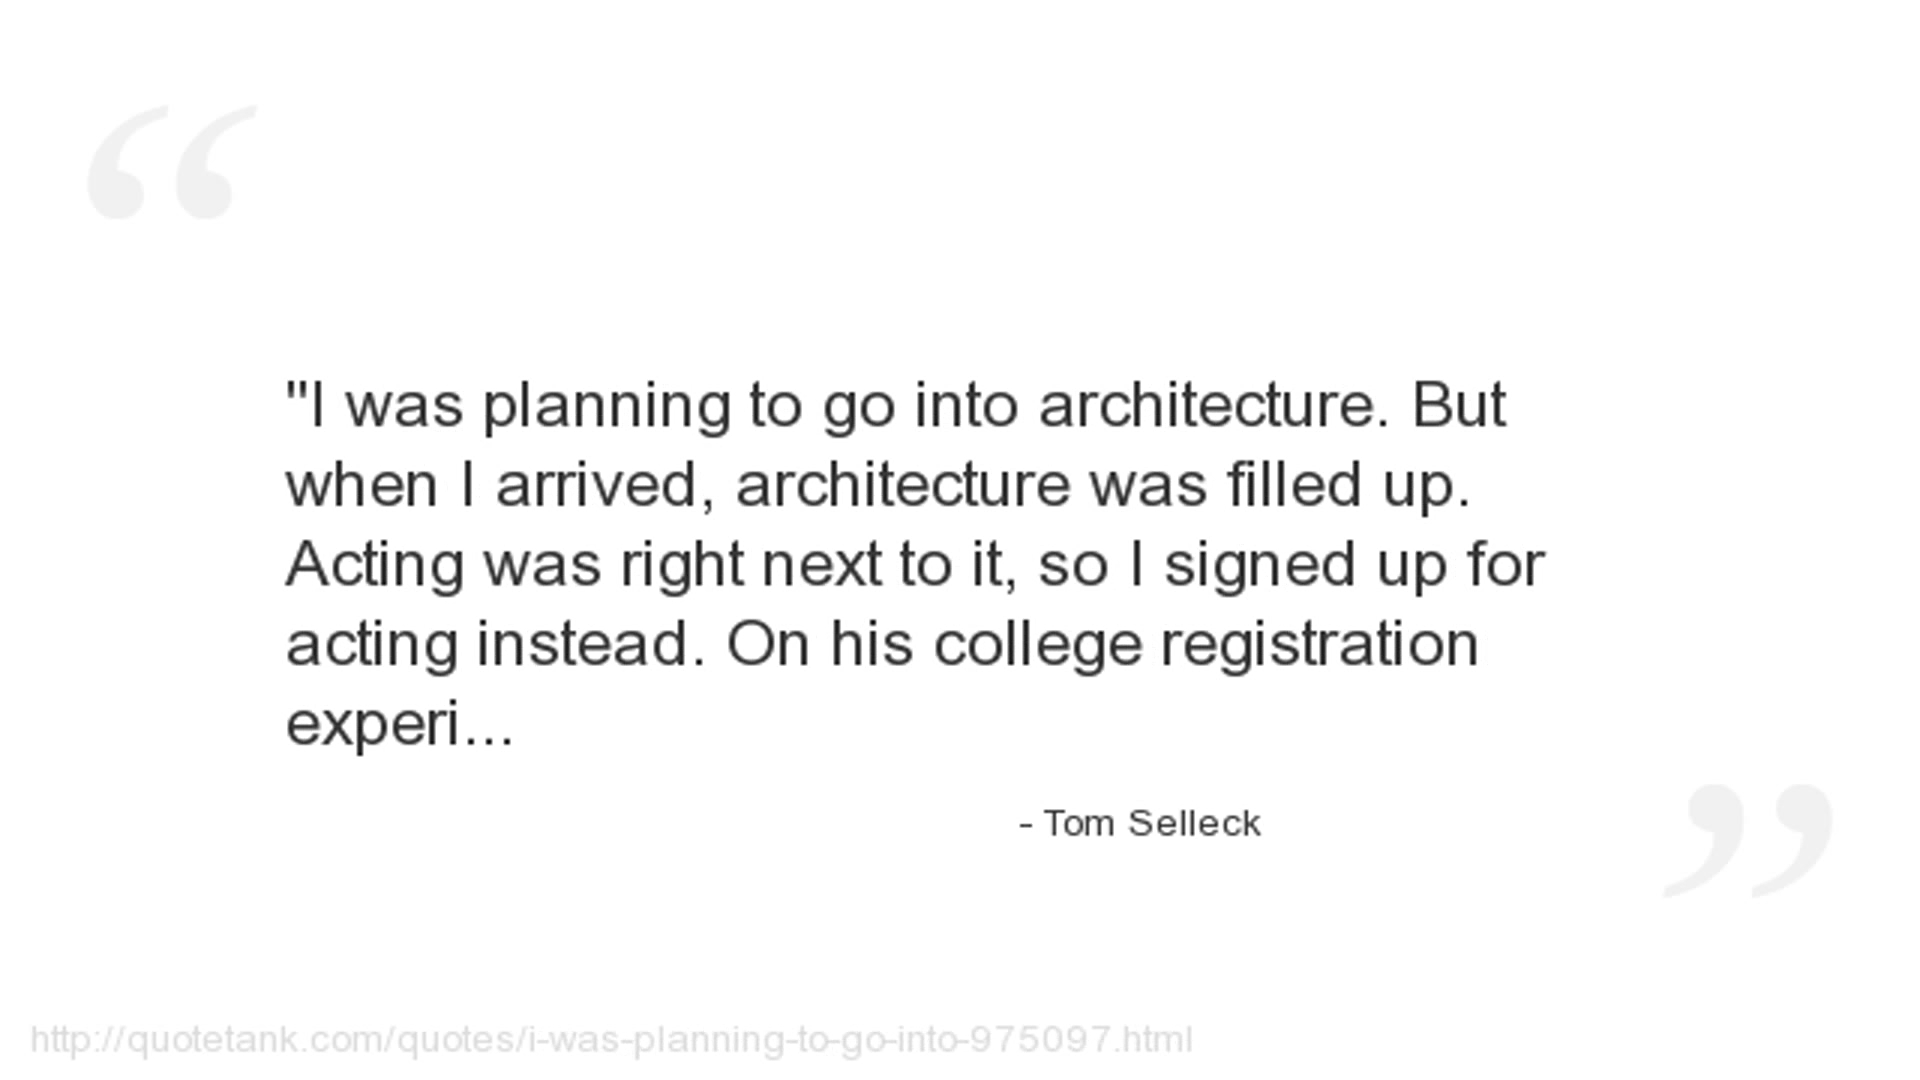 "I was planning to go into architecture. But
when I arrived, architecture was filled up.
Acting was right next to it, so I signed up for
acting instead. On his college registration
experi...
- Tom Selleck
http://quotetank.com/quotes/i-was-planning-to-go-into-975097.html